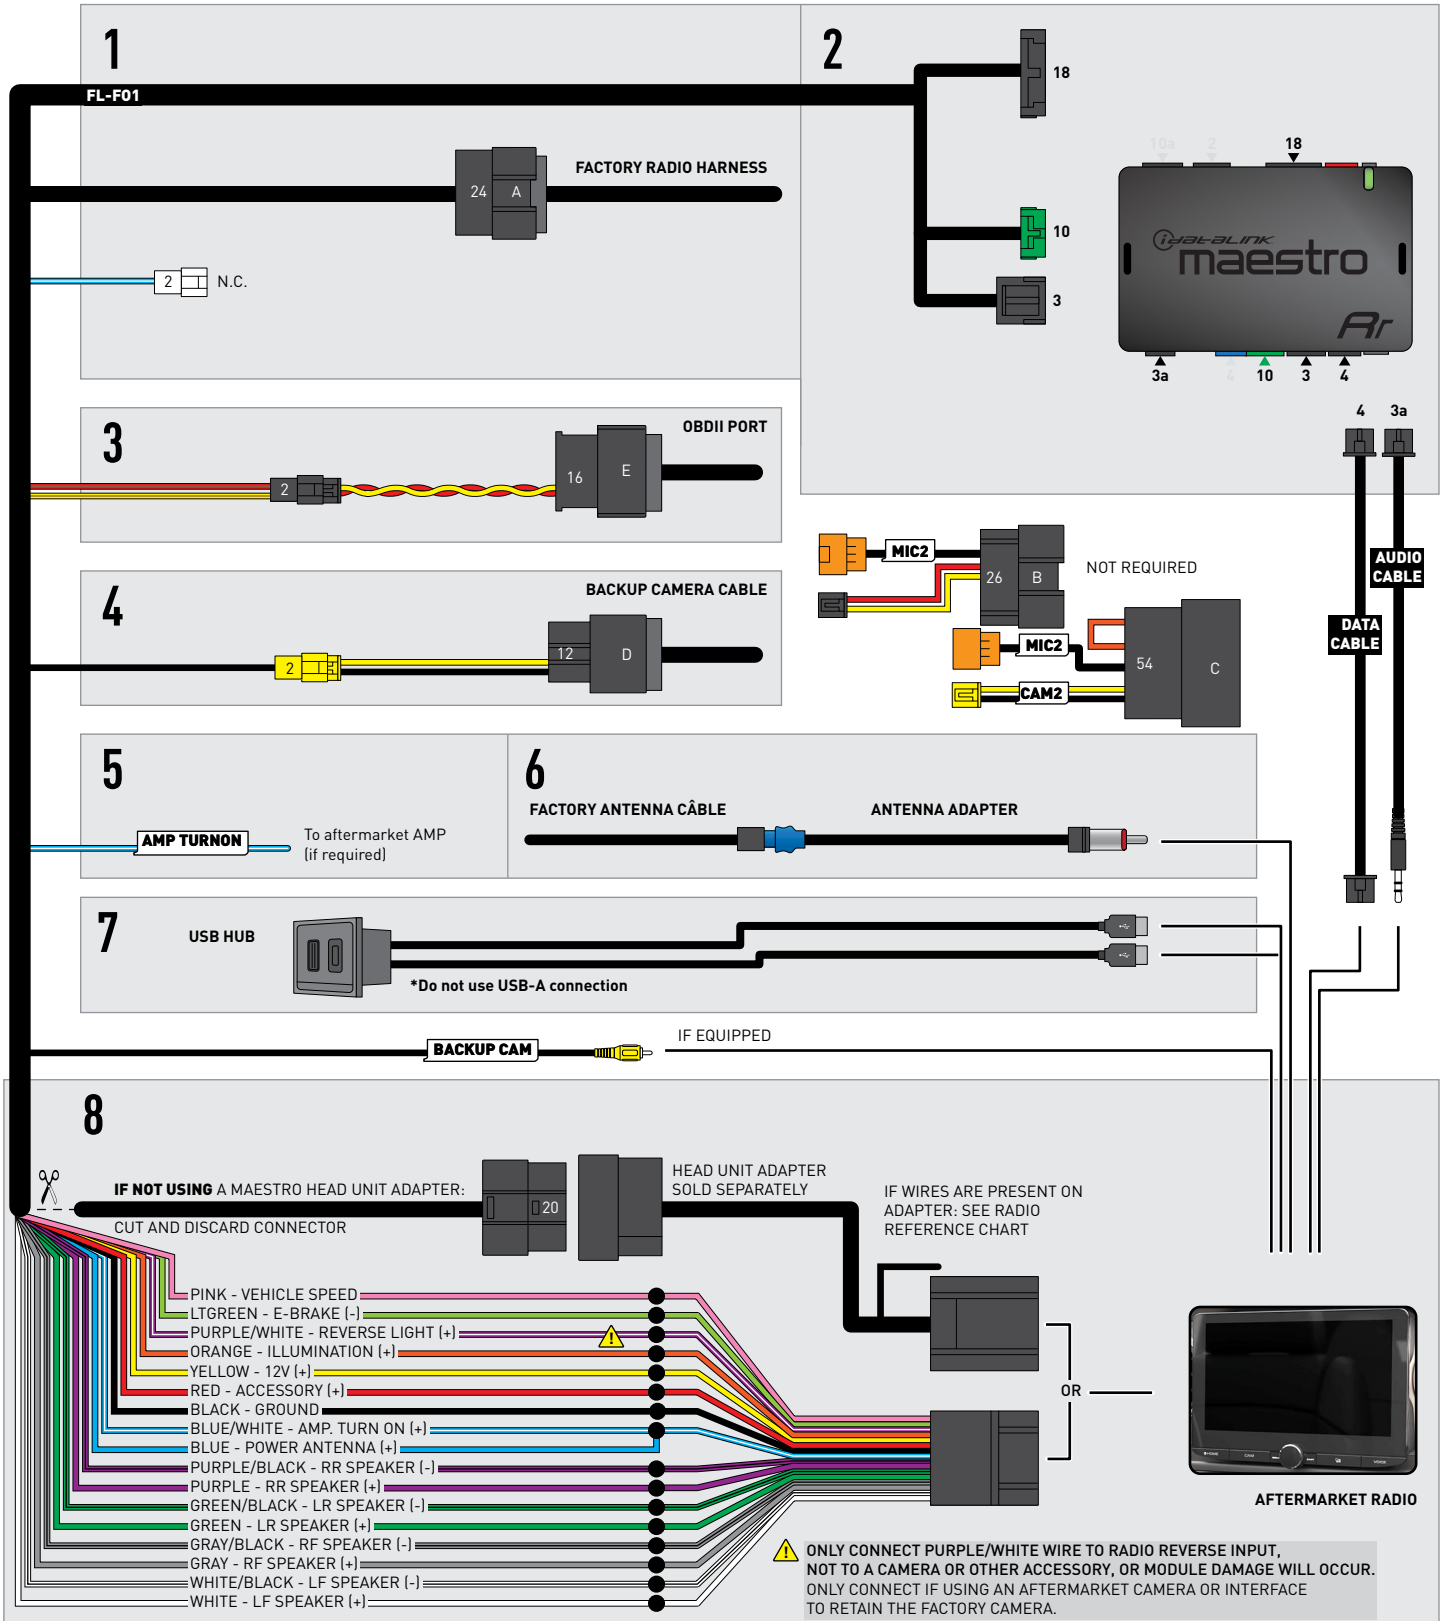 1
FL-F01
24
A
FACTORY RADIO HARNESS
2
N.C.
2
18
10
3
10a
2
18
iDATALINK
maestro
Rr
3a
4
10
3
4
4
3a
AUDIO
CABLE
DATA
CABLE
3
OBDII PORT
2
16
E
4
BACKUP CAMERA CABLE
2
12
D
MIC2
26
B
NOT REQUIRED
MIC2
CAM2
54
C
5
AMP TURNON
To aftermarket AMP
(if required)
6
FACTORY ANTENNA CÂBLE
ANTENNA ADAPTER
7
USB HUB
*Do not use USB-A connection
BACKUP CAM
IF EQUIPPED
8
IF NOT USING A MAESTRO HEAD UNIT ADAPTER:
CUT AND DISCARD CONNECTOR
20
HEAD UNIT ADAPTER
SOLD SEPARATELY
IF WIRES ARE PRESENT ON
ADAPTER: SEE RADIO
REFERENCE CHART
PINK - VEHICLE SPEED
LTGREEN - E-BRAKE (-)
PURPLE/WHITE - REVERSE LIGHT (+)
ORANGE - ILLUMINATION (+)
YELLOW - 12V (+)
RED - ACCESSORY (+)
BLACK - GROUND
BLUE/WHITE - AMP. TURN ON (+)
BLUE - POWER ANTENNA (+)
PURPLE/BLACK - RR SPEAKER (-)
PURPLE - RR SPEAKER (+)
GREEN/BLACK - LR SPEAKER (-)
GREEN - LR SPEAKER (+)
GRAY/BLACK - RF SPEAKER (-)
GRAY - RF SPEAKER (+)
WHITE/BLACK - LF SPEAKER (-)
WHITE - LF SPEAKER (+)
OR
HOME
CAM
VOICE
AFTERMARKET RADIO
ONLY CONNECT PURPLE/WHITE WIRE TO RADIO REVERSE INPUT,
NOT TO A CAMERA OR OTHER ACCESSORY, OR MODULE DAMAGE WILL OCCUR.
ONLY CONNECT IF USING AN AFTERMARKET CAMERA OR INTERFACE
TO RETAIN THE FACTORY CAMERA.